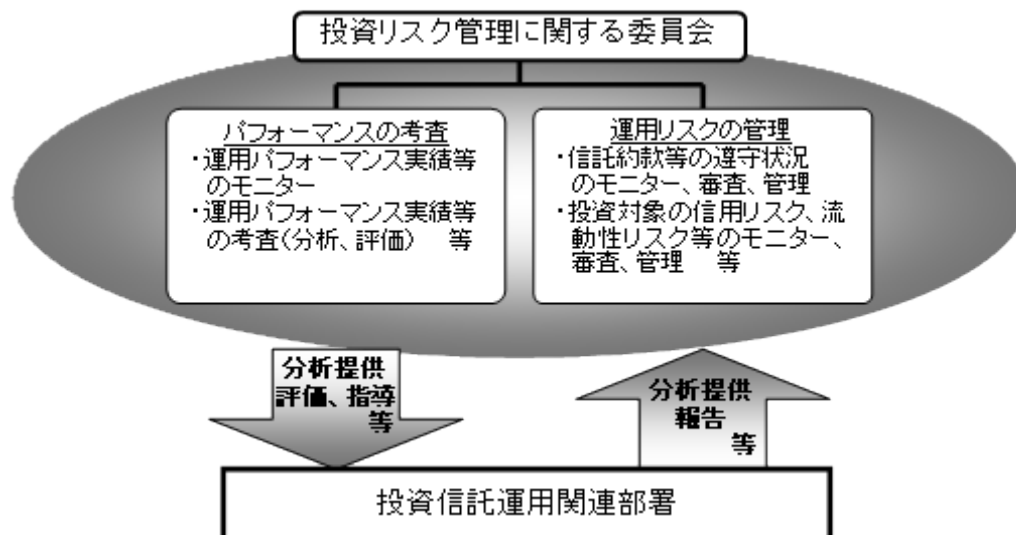 投資リスク管理に関する委員会
パフォーマンスの考査
・運用パフォーマンス実績等
のモニター
・運用パフォーマンス実績等
の考査(分析、評価) 等
運用リスクの管理
・信託約款等の遵守状況
のモニター、審査、管理
・投資対象の信用リスク、流
動性リスク等のモニター、
審査、管理 等
分析提供
評価、指導
等
分析提供
報告
等
投資信託運用関連部署